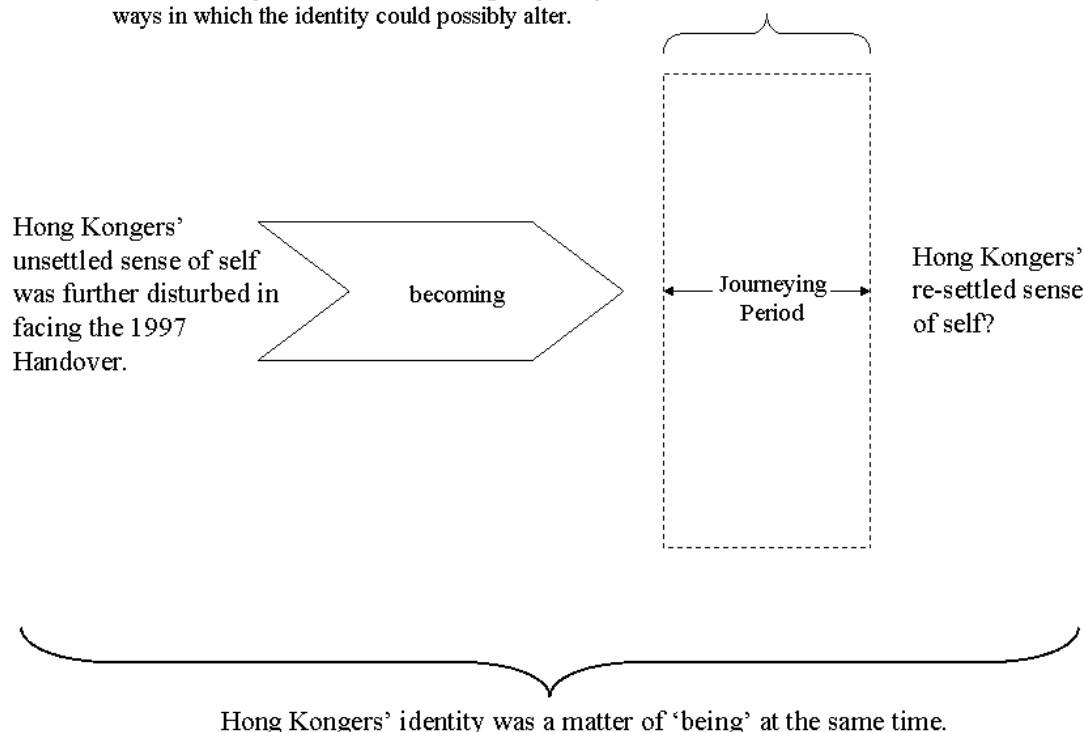 ways in which the identity could possibly alter.
Hong Kongers’
unsettled sense of self
was further disturbed in
facing the 1997
Handover.
becoming
Journeying
Period
Hong Kongers’
re-settled sense
of self?
Hong Kongers’ identity was a matter of ‘being’ at the same time.